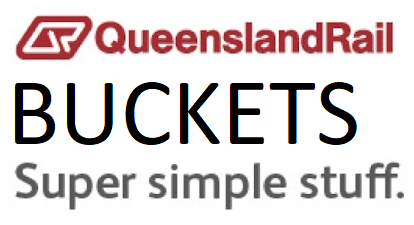 QueenslandRail
BUCKETS
Super simple stuff.